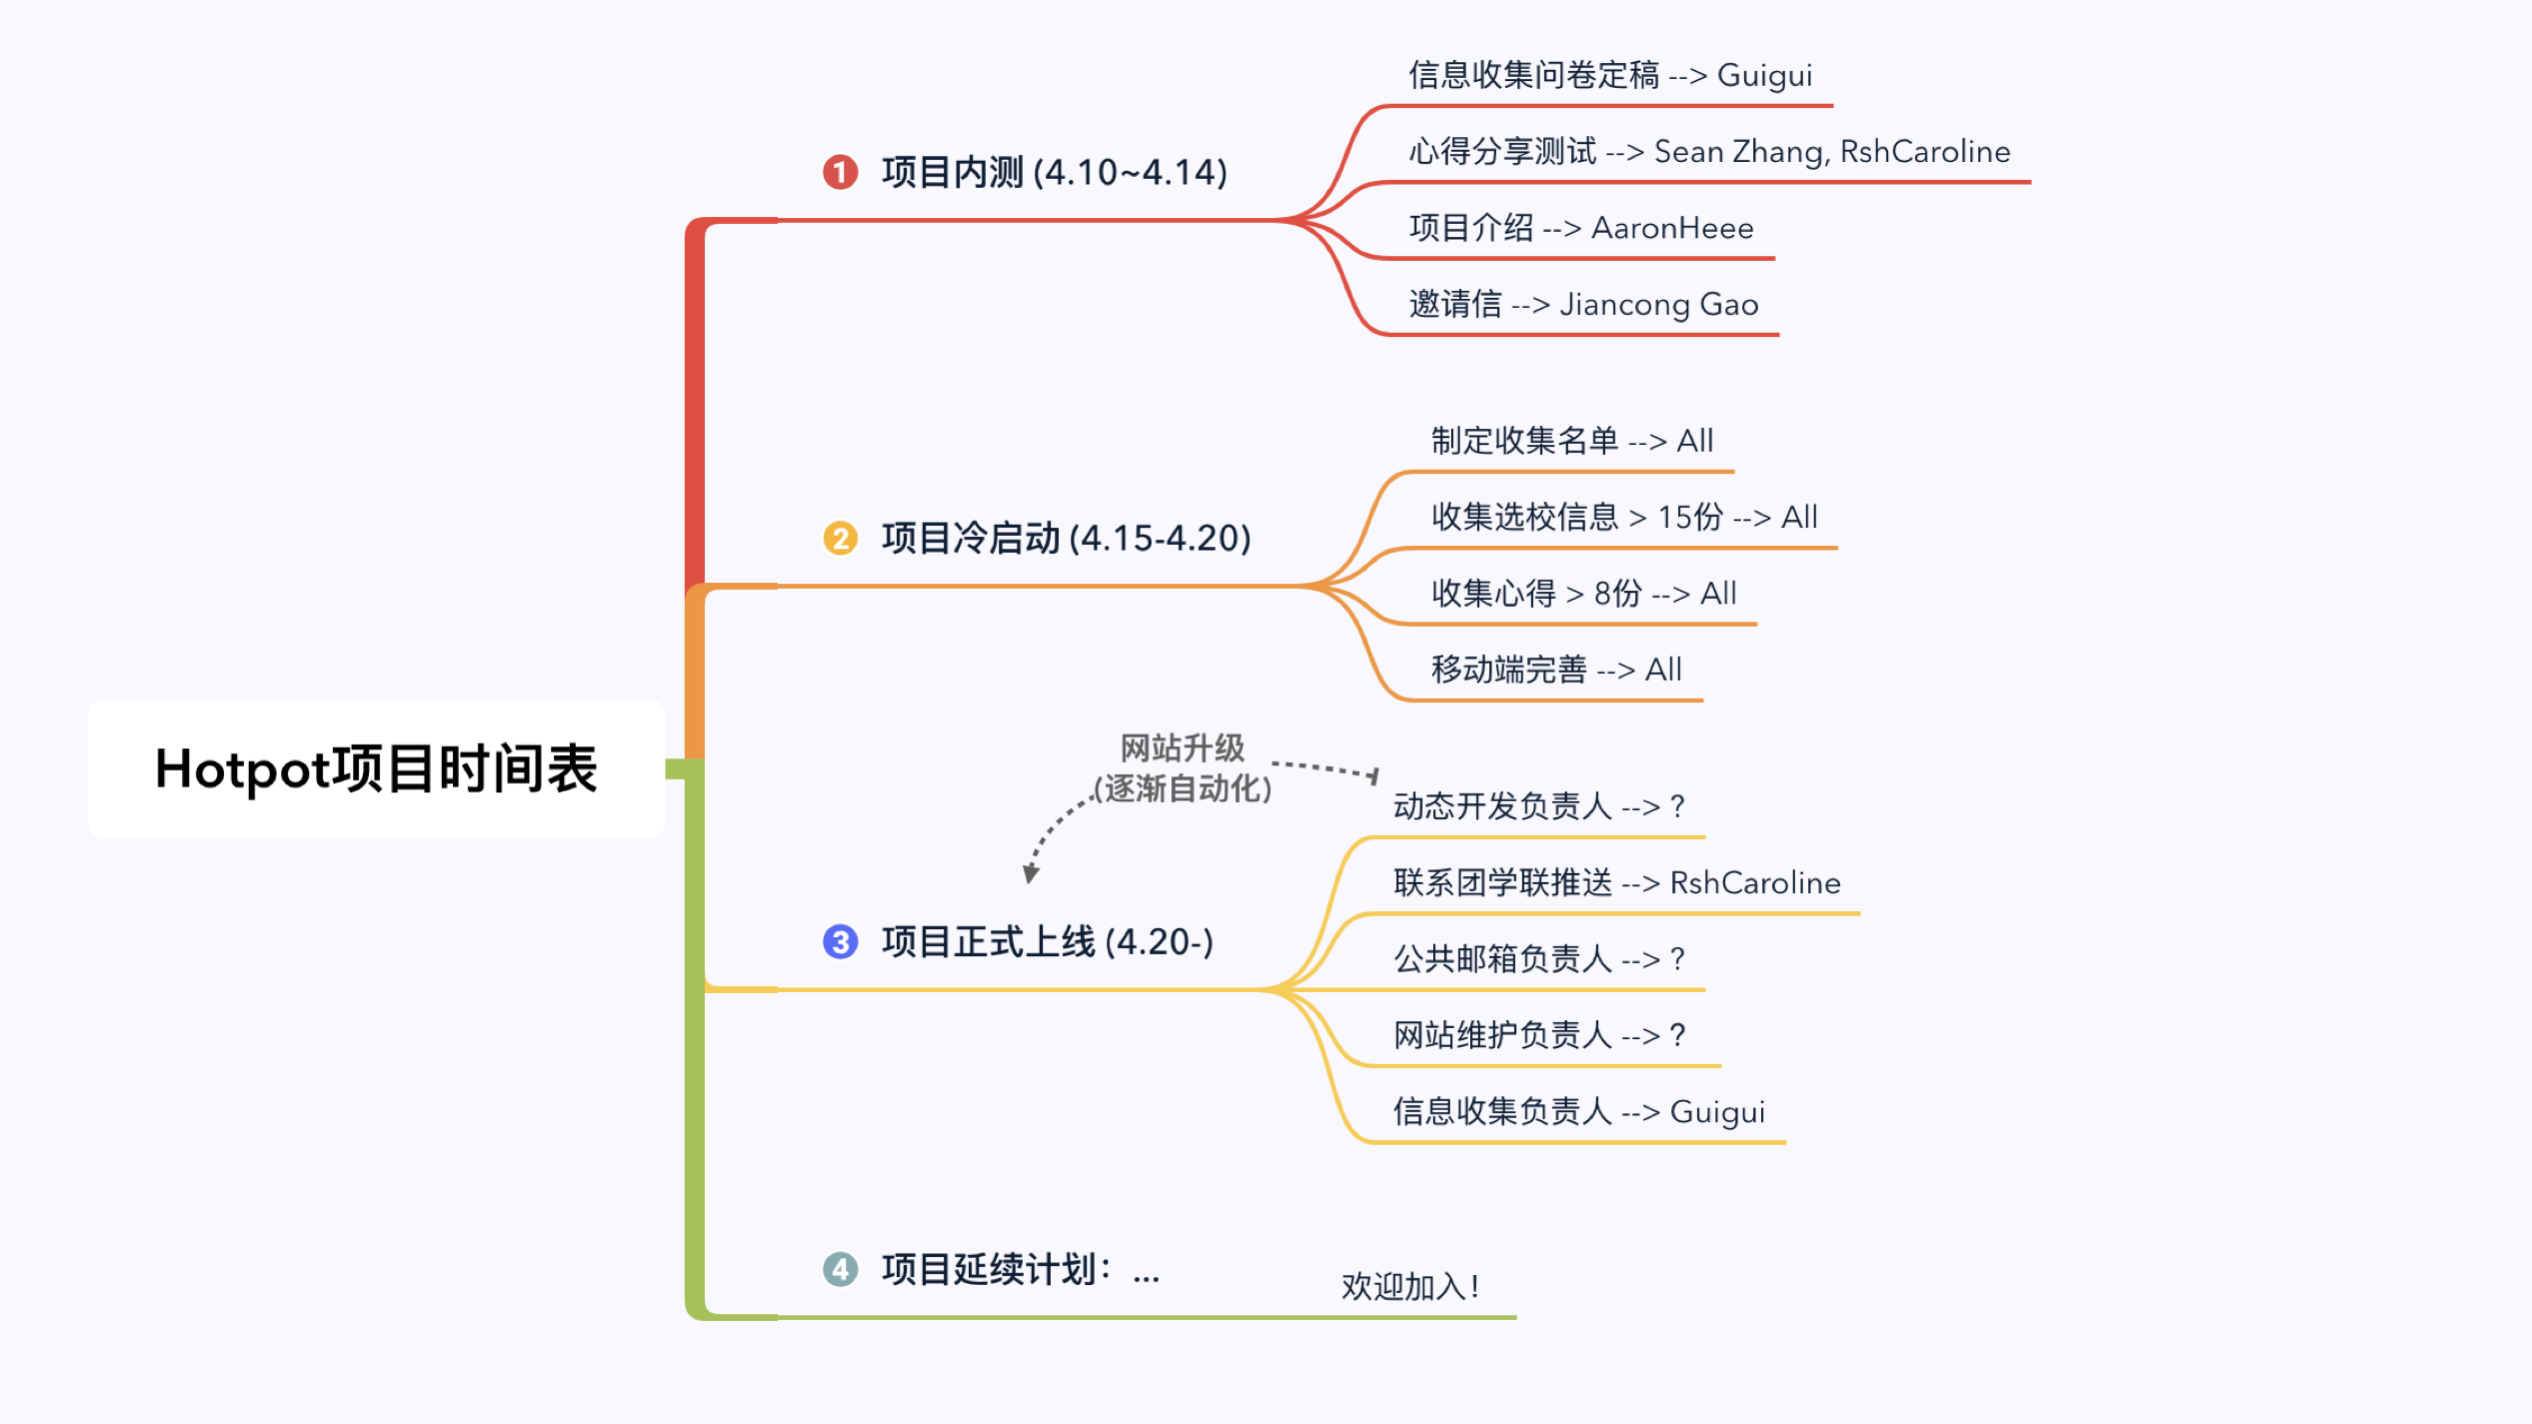 Hotpot项目时间表
1 项目内测 (4.10~4.14)
信息收集问卷定稿 --> Guigui
心得分享测试 --> Sean Zhang, RshCaroline
项目介绍 --> AaronHeee
邀请信 --> Jiancong Gao
2 项目冷启动 (4.15-4.20)
制定收集名单 --> All
收集选校信息 > 15份 --> All
收集心得 > 8份 --> All
移动端完善 --> All
网站升级
(逐渐自动化)
3 项目正式上线 (4.20-)
动态开发负责人 --> ?
联系团学联推送 --> RshCaroline
公共邮箱负责人 --> ?
网站维护负责人 --> ?
信息收集负责人 --> Guigui
4 项目延续计划：...
欢迎加入！